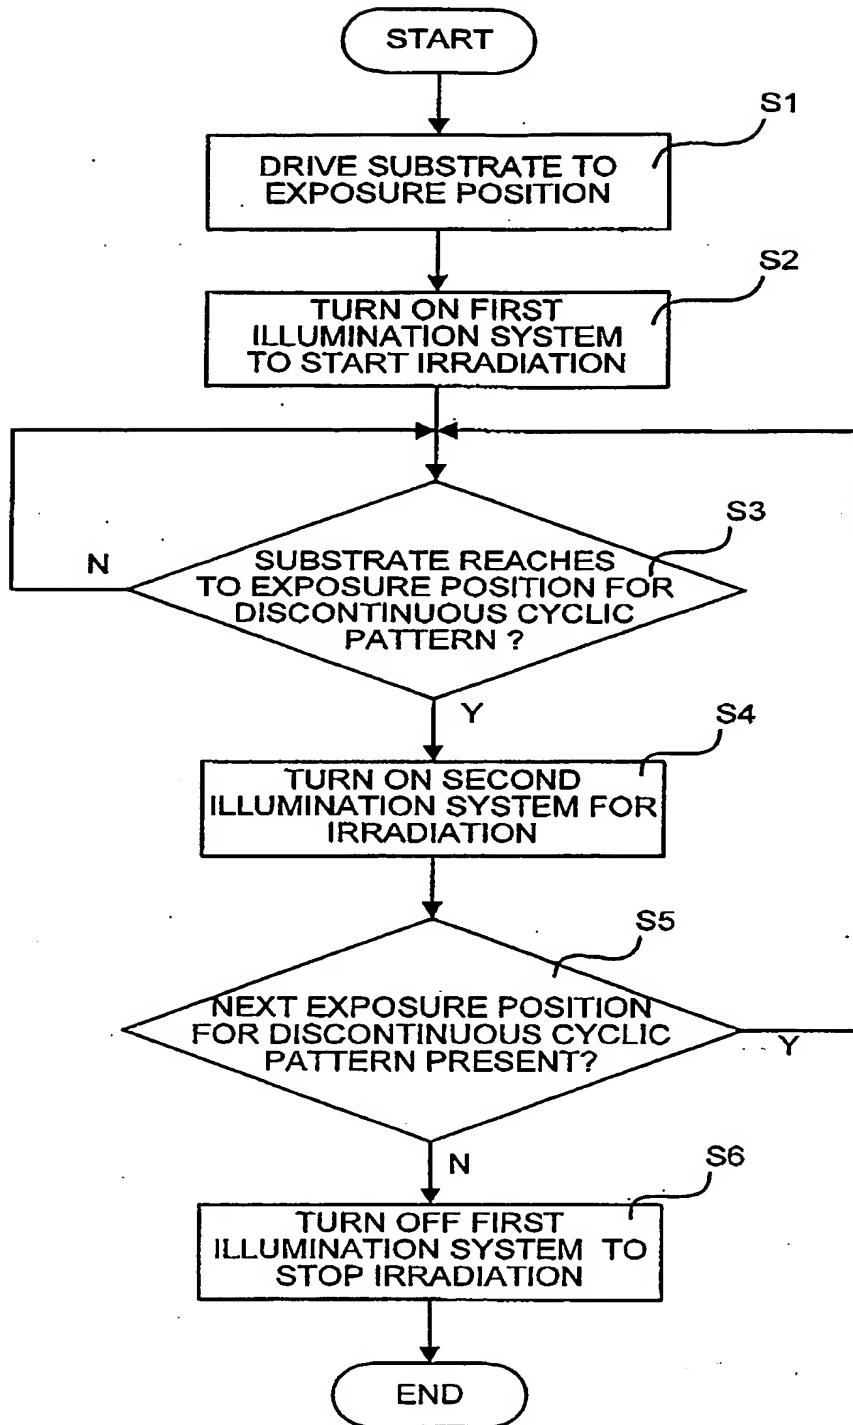 START
S1
DRIVE SUBSTRATE TO
EXPOSURE POSITION
S2
TURN ON FIRST
ILLUMINATION SYSTEM
TO START IRRADIATION
S3
N
SUBSTRATE REACHES
TO EXPOSURE POSITION FOR
DISCONTINUOUS CYCLIC
PATTERN ?
Y
S4
TURN ON SECOND
ILLUMINATION SYSTEM FOR
IRRADIATION
S5
NEXT EXPOSURE POSITION
FOR DISCONTINUOUS CYCLIC
PATTERN PRESENT?
Y
N
S6
TURN OFF FIRST
ILLUMINATION SYSTEM TO
STOP IRRADIATION
END